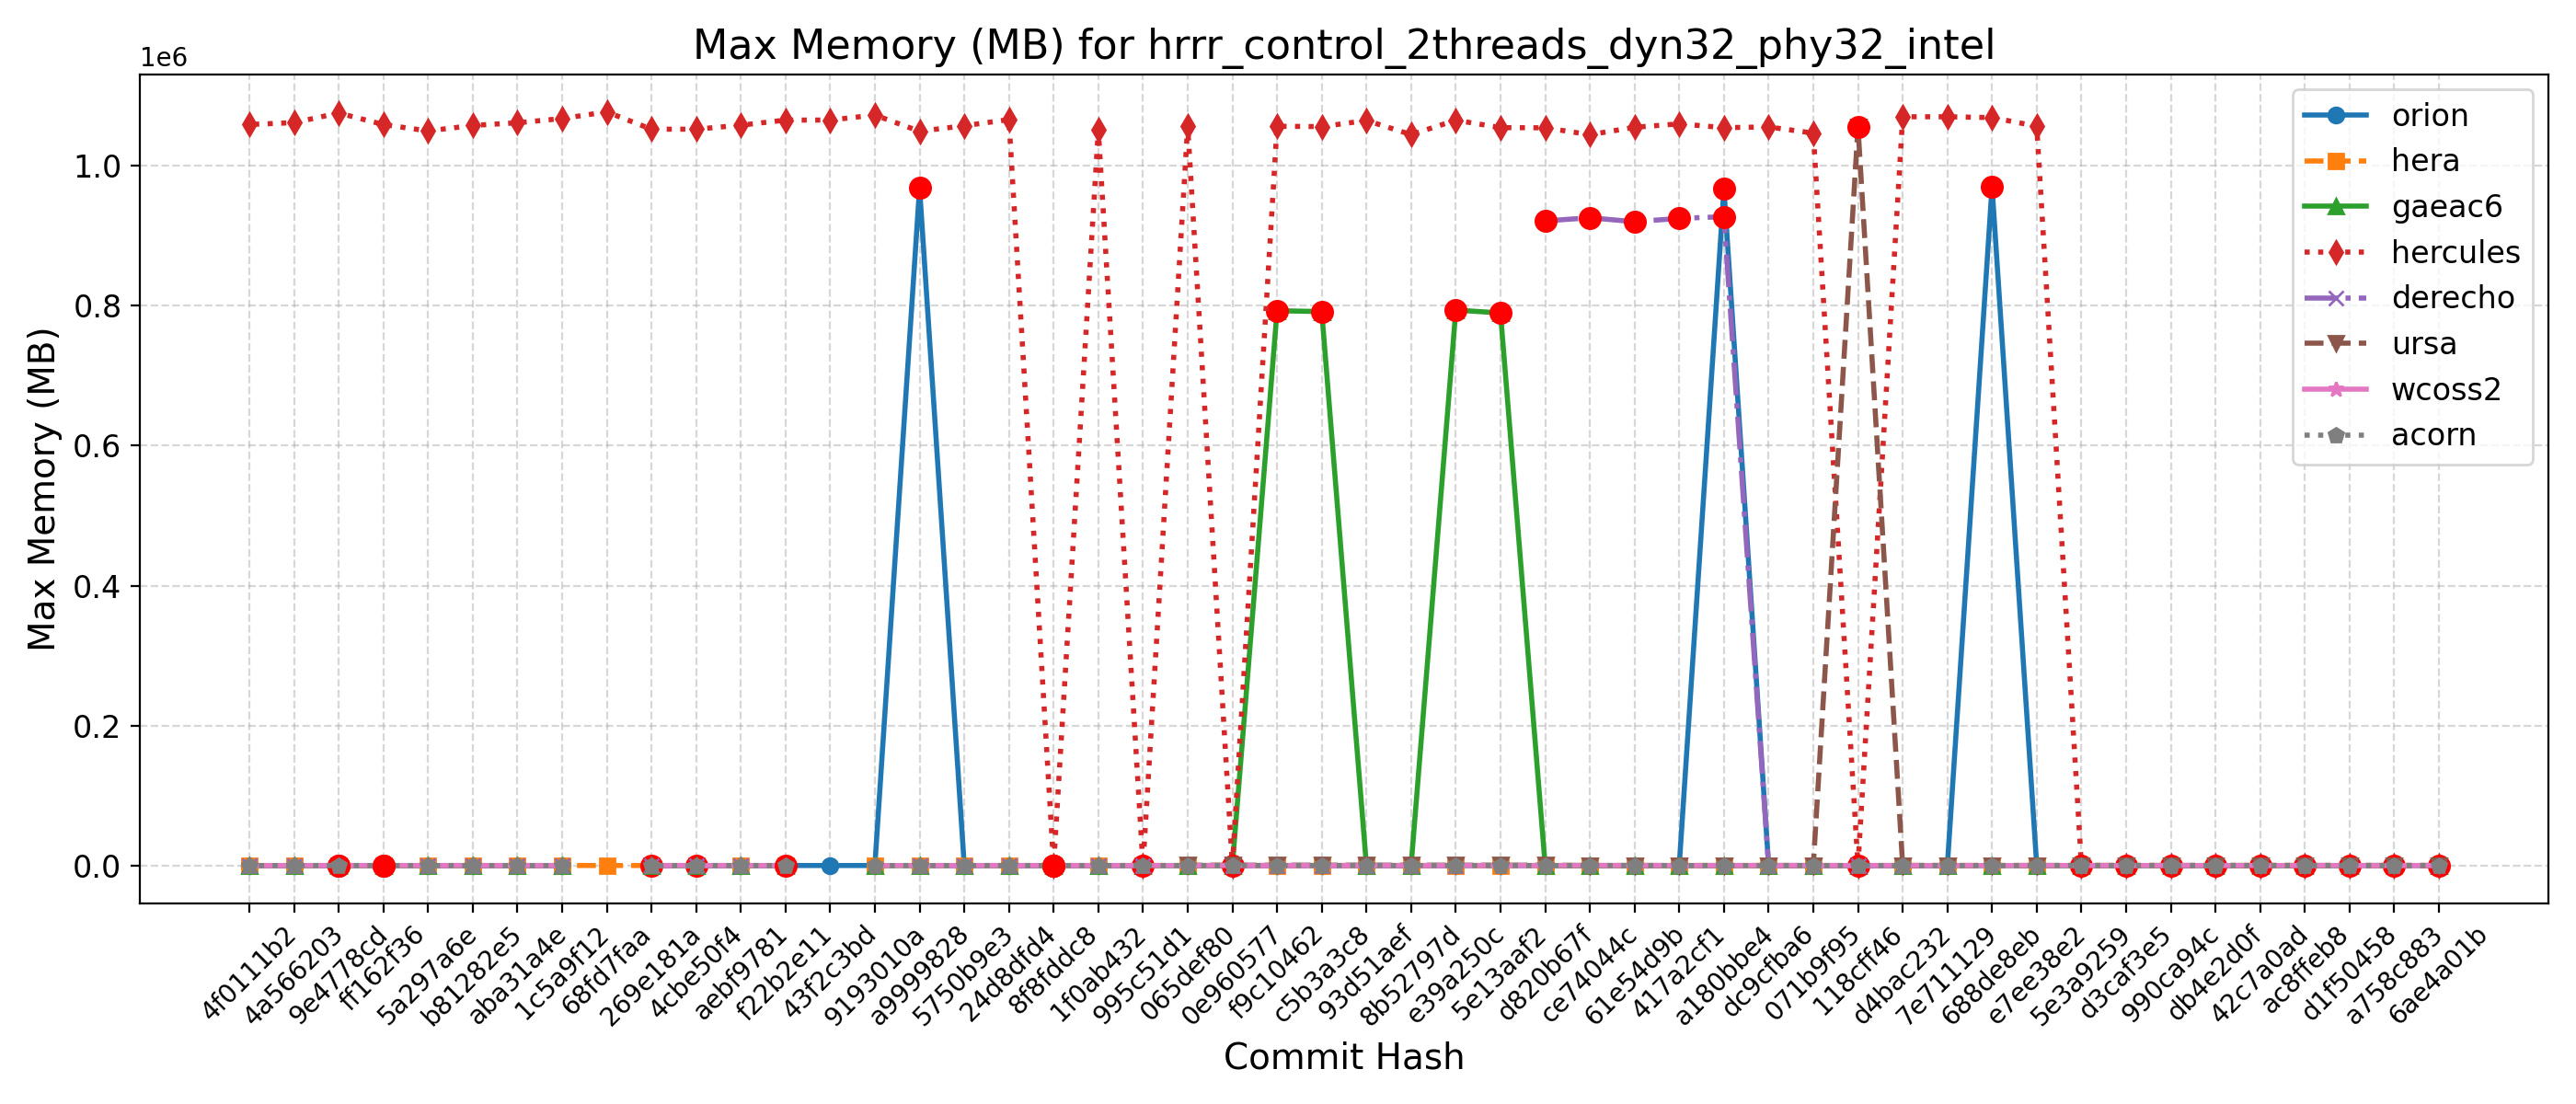 Max Memory (MB) for hrrr_control_2threads_dyn32_phy32_intel
1e6
1.0
0.8
0.6
0.4
0.2
0.0
Max Memory (MB)
orion
hera
gaeac6
hercules
derecho
ursa
wcoss2
acorn
4f0111b2
4a566203
9e4778cd
ff162f36
5a297a6e
b81282e5
aba31a4e
1c5a9f12
68fd7faa
269e181a
4cbe50f4
aebf9781
f22b2e11
43f2c3bd
9193010a
a9999828
5750b9e3
24d8dfd4
8f8fddc8
1f0ab432
995c51d1
065def80
0e960577
f9c10462
c5b3a3c8
93d51aef
8b52797d
e39a250c
5e13aaf2
d820b67f
ce74044c
61e54d9b
417a2cf1
a180bbe4
dc9cfba6
071b9f95
118cff46
d4bac232
7e711129
688de8eb
e7ee38e2
5e3a9259
d3caf3e5
990ca94c
db4e2d0f
42c7a0ad
ac8ffeb8
d1f50458
a758c883
6ae4a01b
Commit Hash